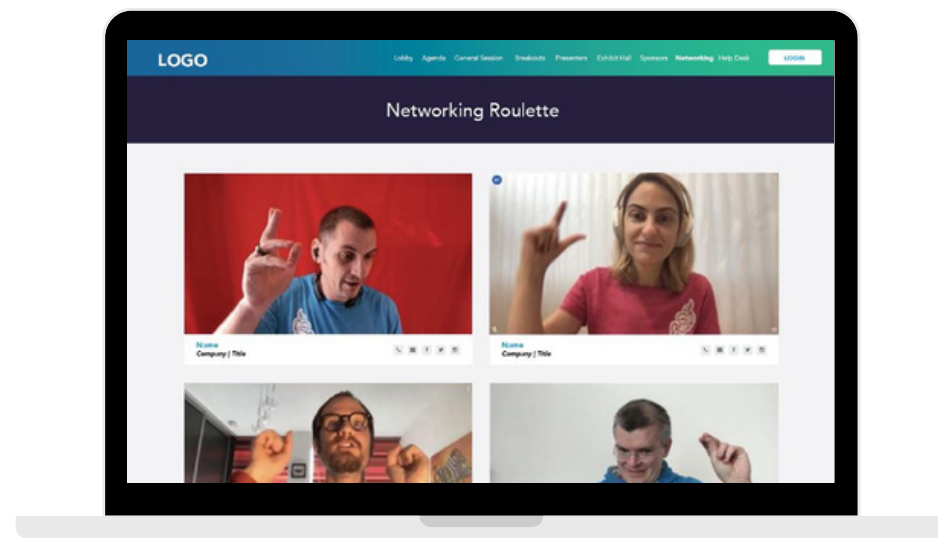 LOGO
Lobby Agenda General Session Breakouts Presenters Exhibit Hall Sponsors Networking Help Desk LOGIN
Networking Roulette
Name
Company | Title
Name
Company | Title